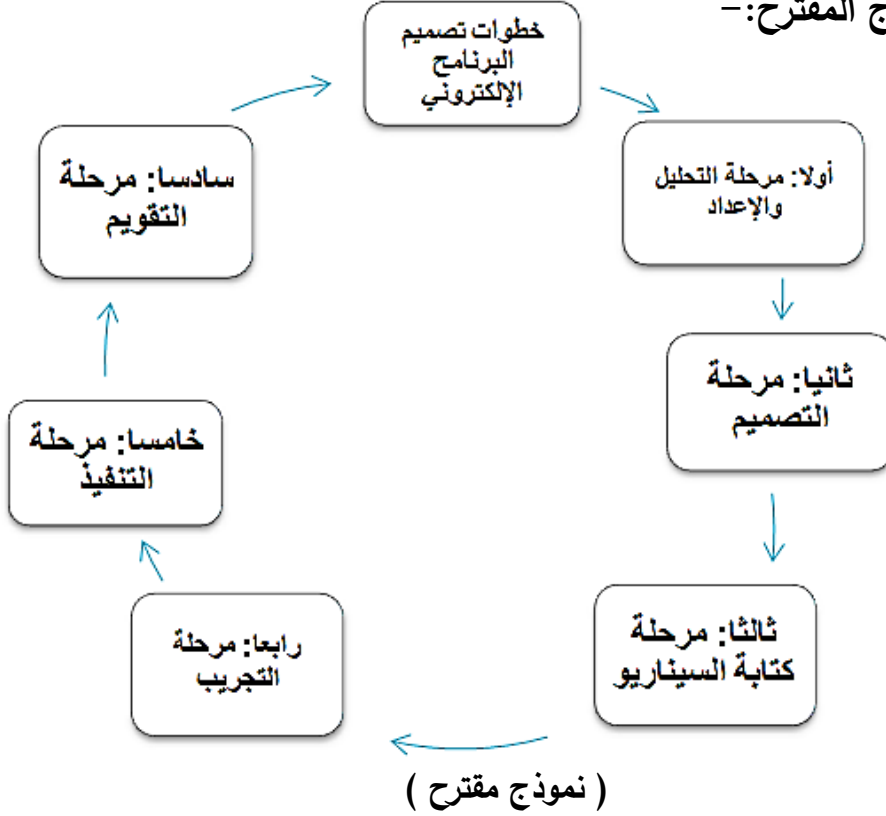 ج المقترح:-
خطوات تصميم
البرنامج
الإلكتروني
أولا: مرحلة التحليل
والإعداد
ثانيا: مرحلة
التصميم
ثالثا: مرحلة
كتابة السيناريو
رابعا: مرحلة
التجريب
خامسا: مرحلة
التنفيذ
سادسا: مرحلة
التقويم
( نموذج مقترح )